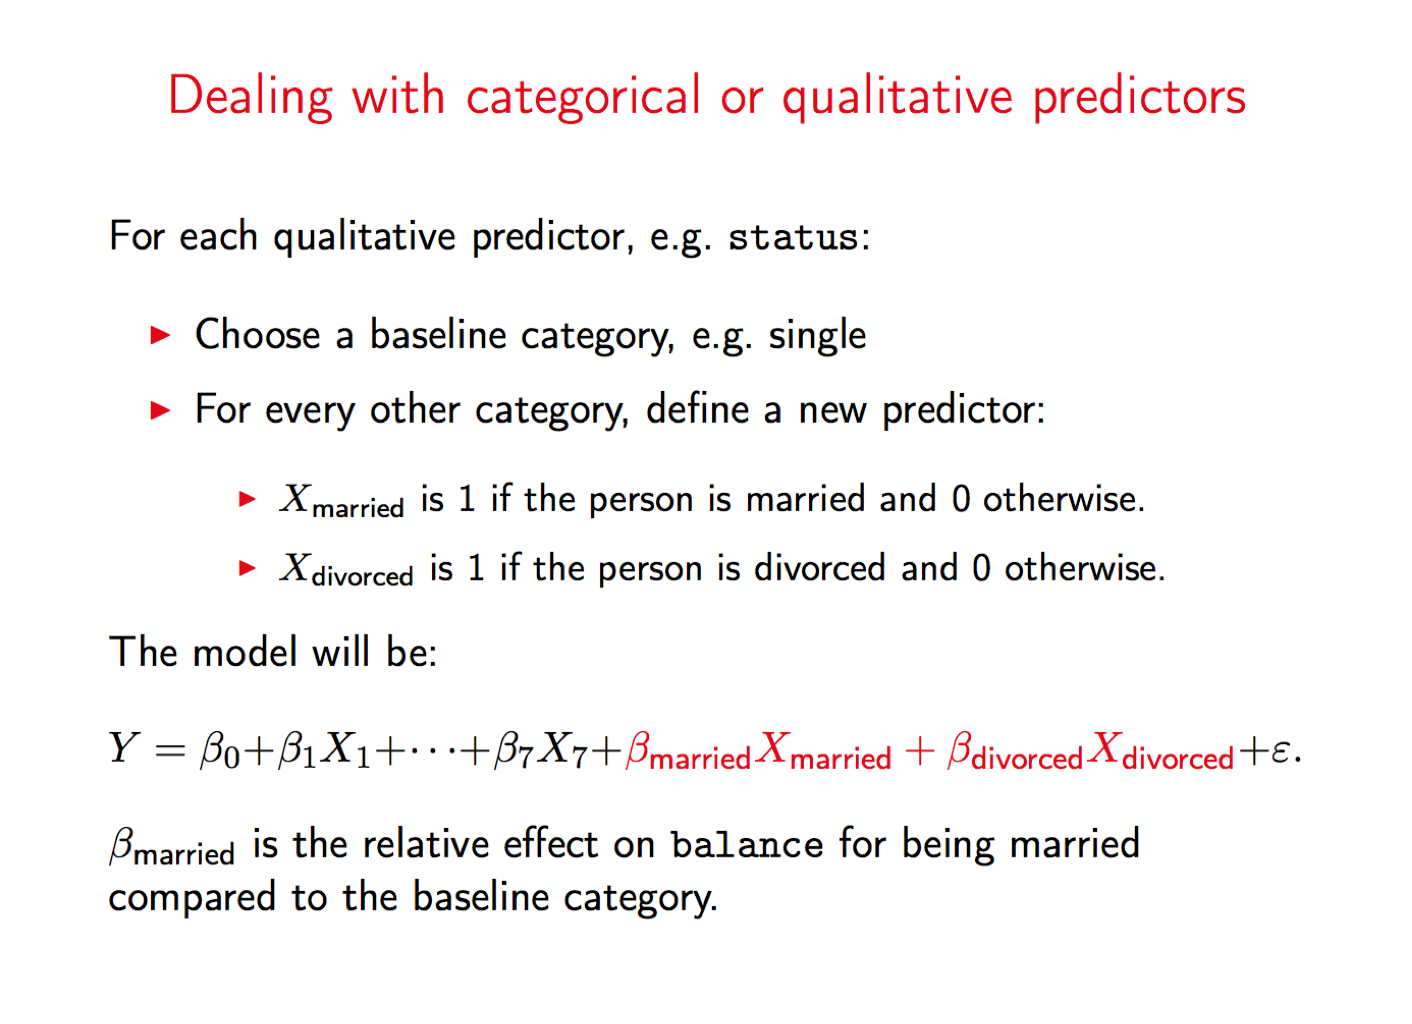 Dealing with categorical or qualitative predictors
For each qualitative predictor, e.g. status:
▶ Choose a baseline category, e.g. single
▶ For every other category, define a new predictor:
▶ X_married is 1 if the person is married and 0 otherwise.
▶ X_divorced is 1 if the person is divorced and 0 otherwise.
The model will be:
Y = β₀+β₁X₁+···+β₇X₇+β_married X_married + β_divorced X_divorced+ε.
β_married is the relative effect on balance for being married
compared to the baseline category.